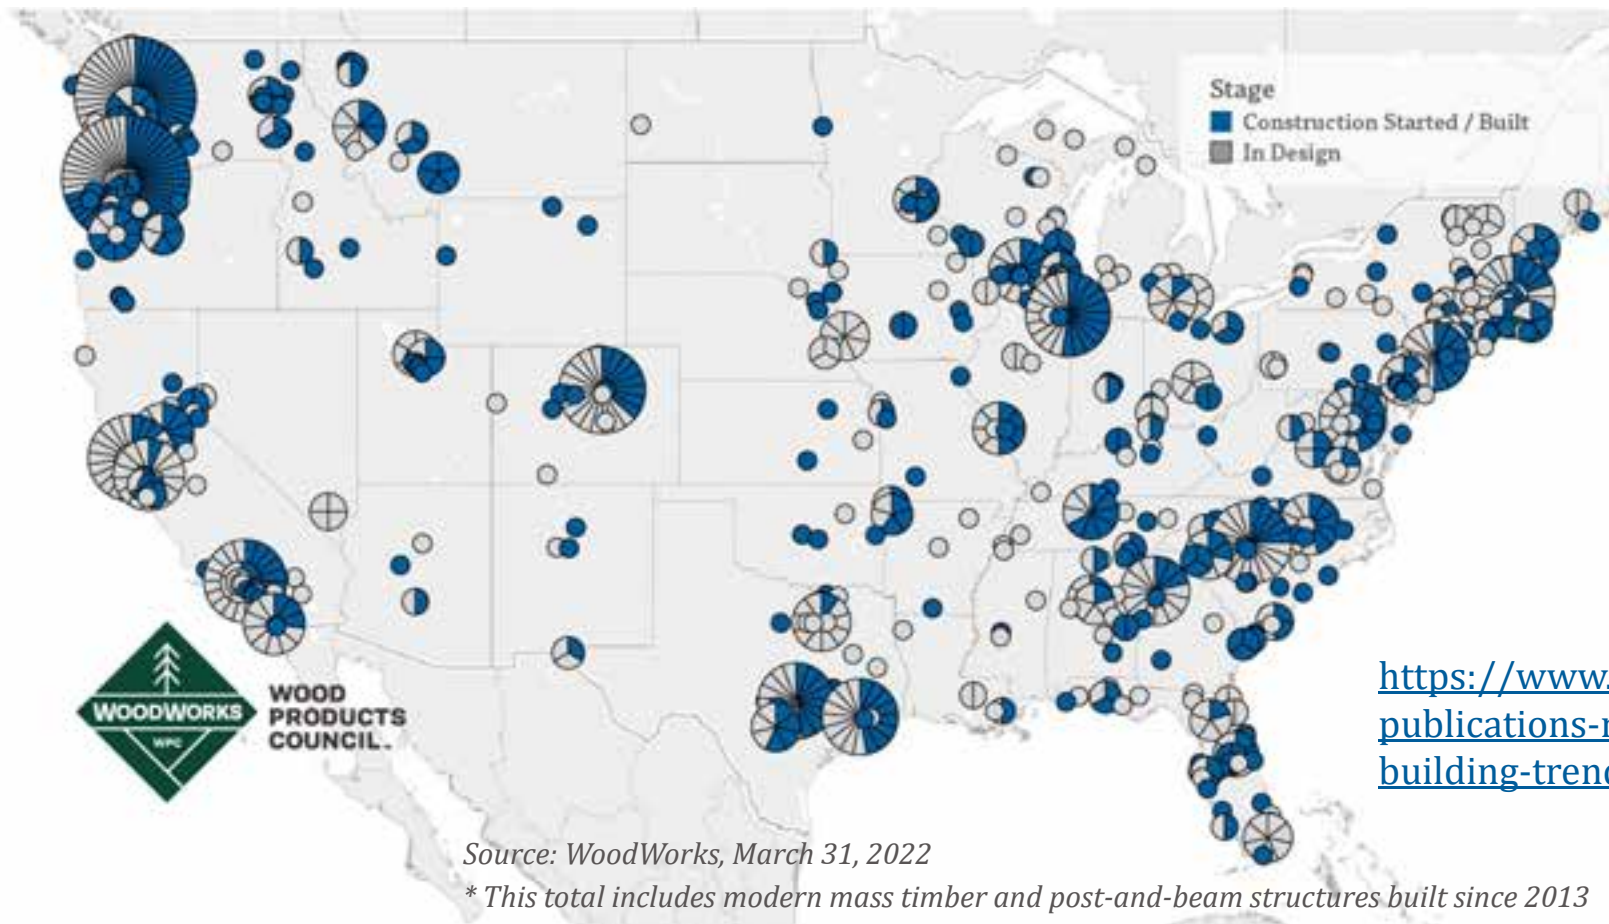 Stage
Construction Started / Built
In Design
WOODWORKS
WPC
WOOD
PRODUCTS
COUNCIL.
https://www.
publications-
building-trend
Source: WoodWorks, March 31, 2022
* This total includes modern mass timber and post-and-beam structures built since 2013